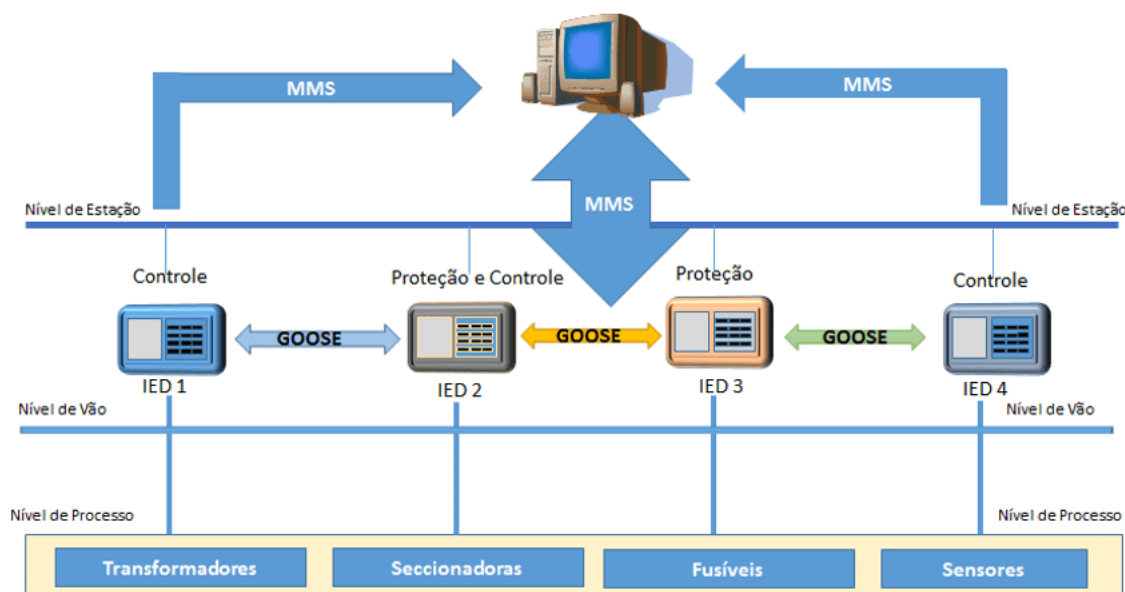 MMS
MMS
MMS
Nível de Estação
Nível de Estação
Controle
Proteção e Controle
Proteção
Controle
GOOSE
GOOSE
GOOSE
IED 1
IED 2
IED 3
IED 4
Nível de Vão
Nível de Vão
Nível de Processo
Nível de Processo
Transformadores
Seccionadoras
Fusíveis
Sensores